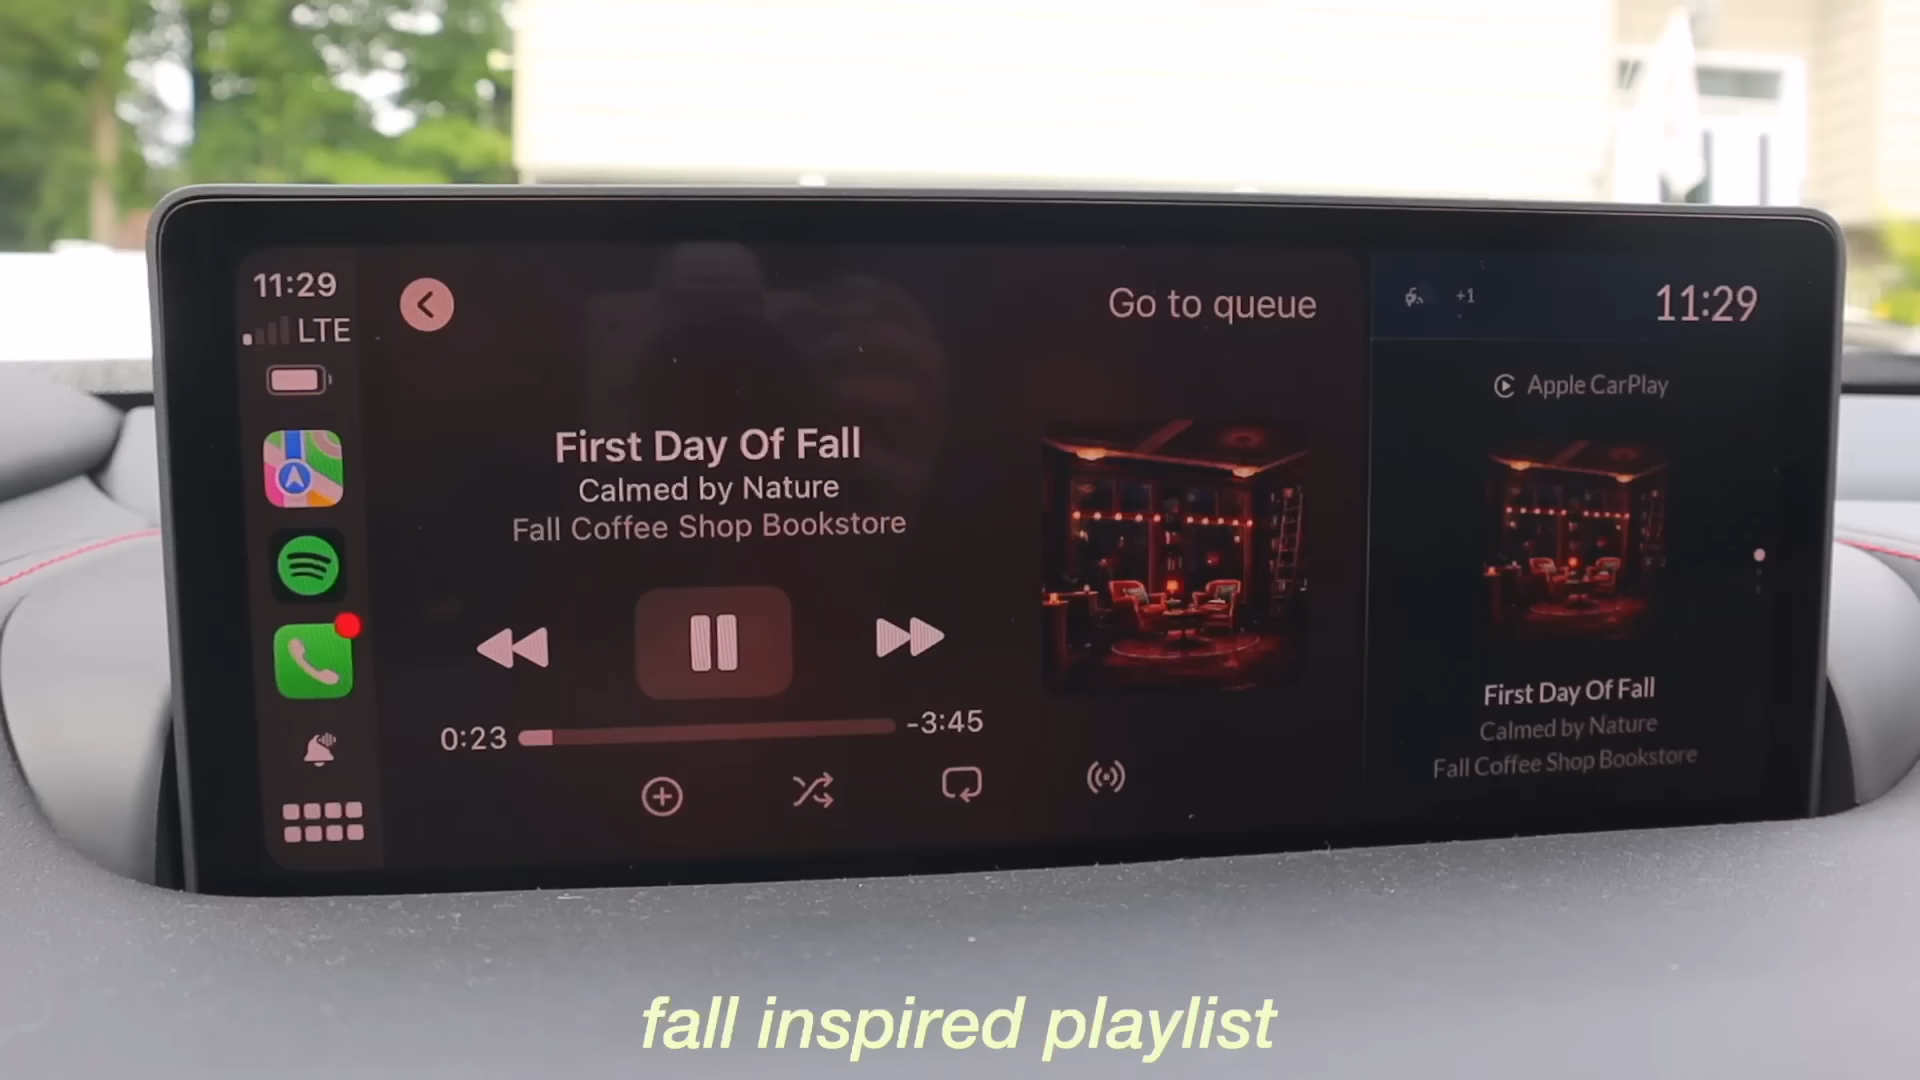 11:29
LTE
Go to queue
First Day Of Fall
Calmed by Nature
Fall Coffee Shop Bookstore
0:23
-3:45
+1
11:29
Apple CarPlay
First Day Of Fall
Calmed by Nature
Fall Coffee Shop Bookstore
fall inspired playlist